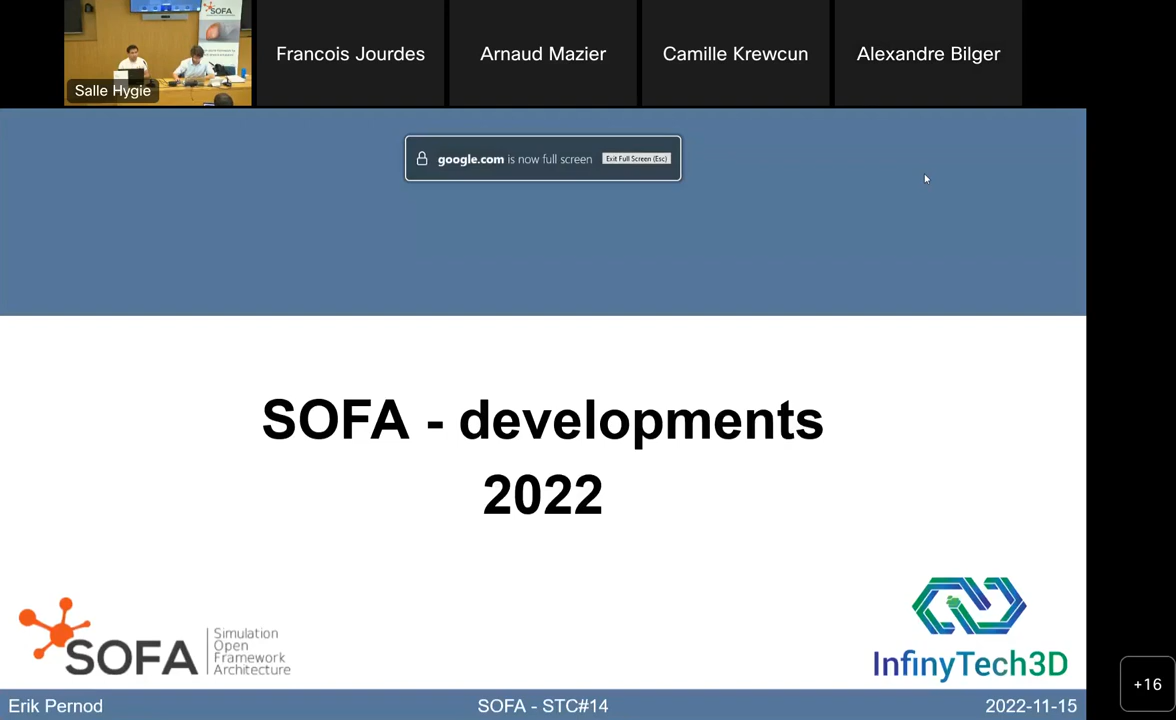 SOFA
Salle Hygie
Francois Jourdes
Arnaud Mazier
Camille Krewcun
Alexandre Bilger
google.com is now full screen
Exit Full Screen (Esc)
SOFA - developments
2022
SOFA
Simulation
Open
Framework
Architecture
InfinyTech3D
+16
Erik Pernod
SOFA - STC#14
2022-11-15